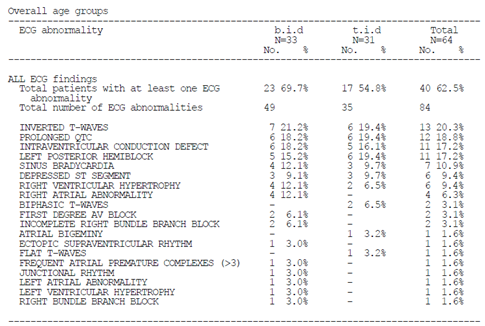 Overall age groups
ECG abnormality b.i.d t.i.d Total
N=33 N=31 N=64
No. % No. % No. %
ALL ECG findings
Total patients with at least one ECG 23 69.7% 17 54.8% 40 62.5%
abnormality
Total number of ECG abnormalities 49 35 84
INVERTED T-WAVES 7 21.2% 6 19.4% 13 20.3%
PROLONGED QTC 6 18.2% 6 19.4% 12 18.8%
INTRAVENTRICULAR CONDUCTION DEFECT 6 18.2% 5 16.1% 11 17.2%
LEFT POSTERIOR HEMIBLOCK 5 15.2% 6 19.4% 11 17.2%
SINUS BRADYCARDIA 4 12.1% 3 9.7% 7 10.9%
DEPRESSED ST SEGMENT 3 9.1% 3 9.7% 6 9.4%
RIGHT VENTRICULAR HYPERTROPHY 4 12.1% 2 6.5% 6 9.4%
RIGHT ATRIAL ABNORMALITY 4 12.1% - 4 6.3%
BIPHASIC T-WAVES - 2 6.5% 2 3.1%
FIRST DEGREE AV BLOCK 2 6.1% - 2 3.1%
INCOMPLETE RIGHT BUNDLE BRANCH BLOCK 2 6.1% - 2 3.1%
ATRIAL BIGEMINY - 1 3.2% 1 1.6%
ECTOPIC SUPRAVENTRICULAR RHYTHM 1 3.0% - 1 1.6%
FLAT T-WAVES - 1 3.2% 1 1.6%
FREQUENT ATRIAL PREMATURE COMPLEXES (>3) 1 3.0% - 1 1.6%
JUNCTIONAL RHYTHM 1 3.0% - 1 1.6%
LEFT ATRIAL ABNORMALITY 1 3.0% - 1 1.6%
LEFT VENTRICULAR HYPERTROPHY 1 3.0% - 1 1.6%
RIGHT BUNDLE BRANCH BLOCK 1 3.0% - 1 1.6%